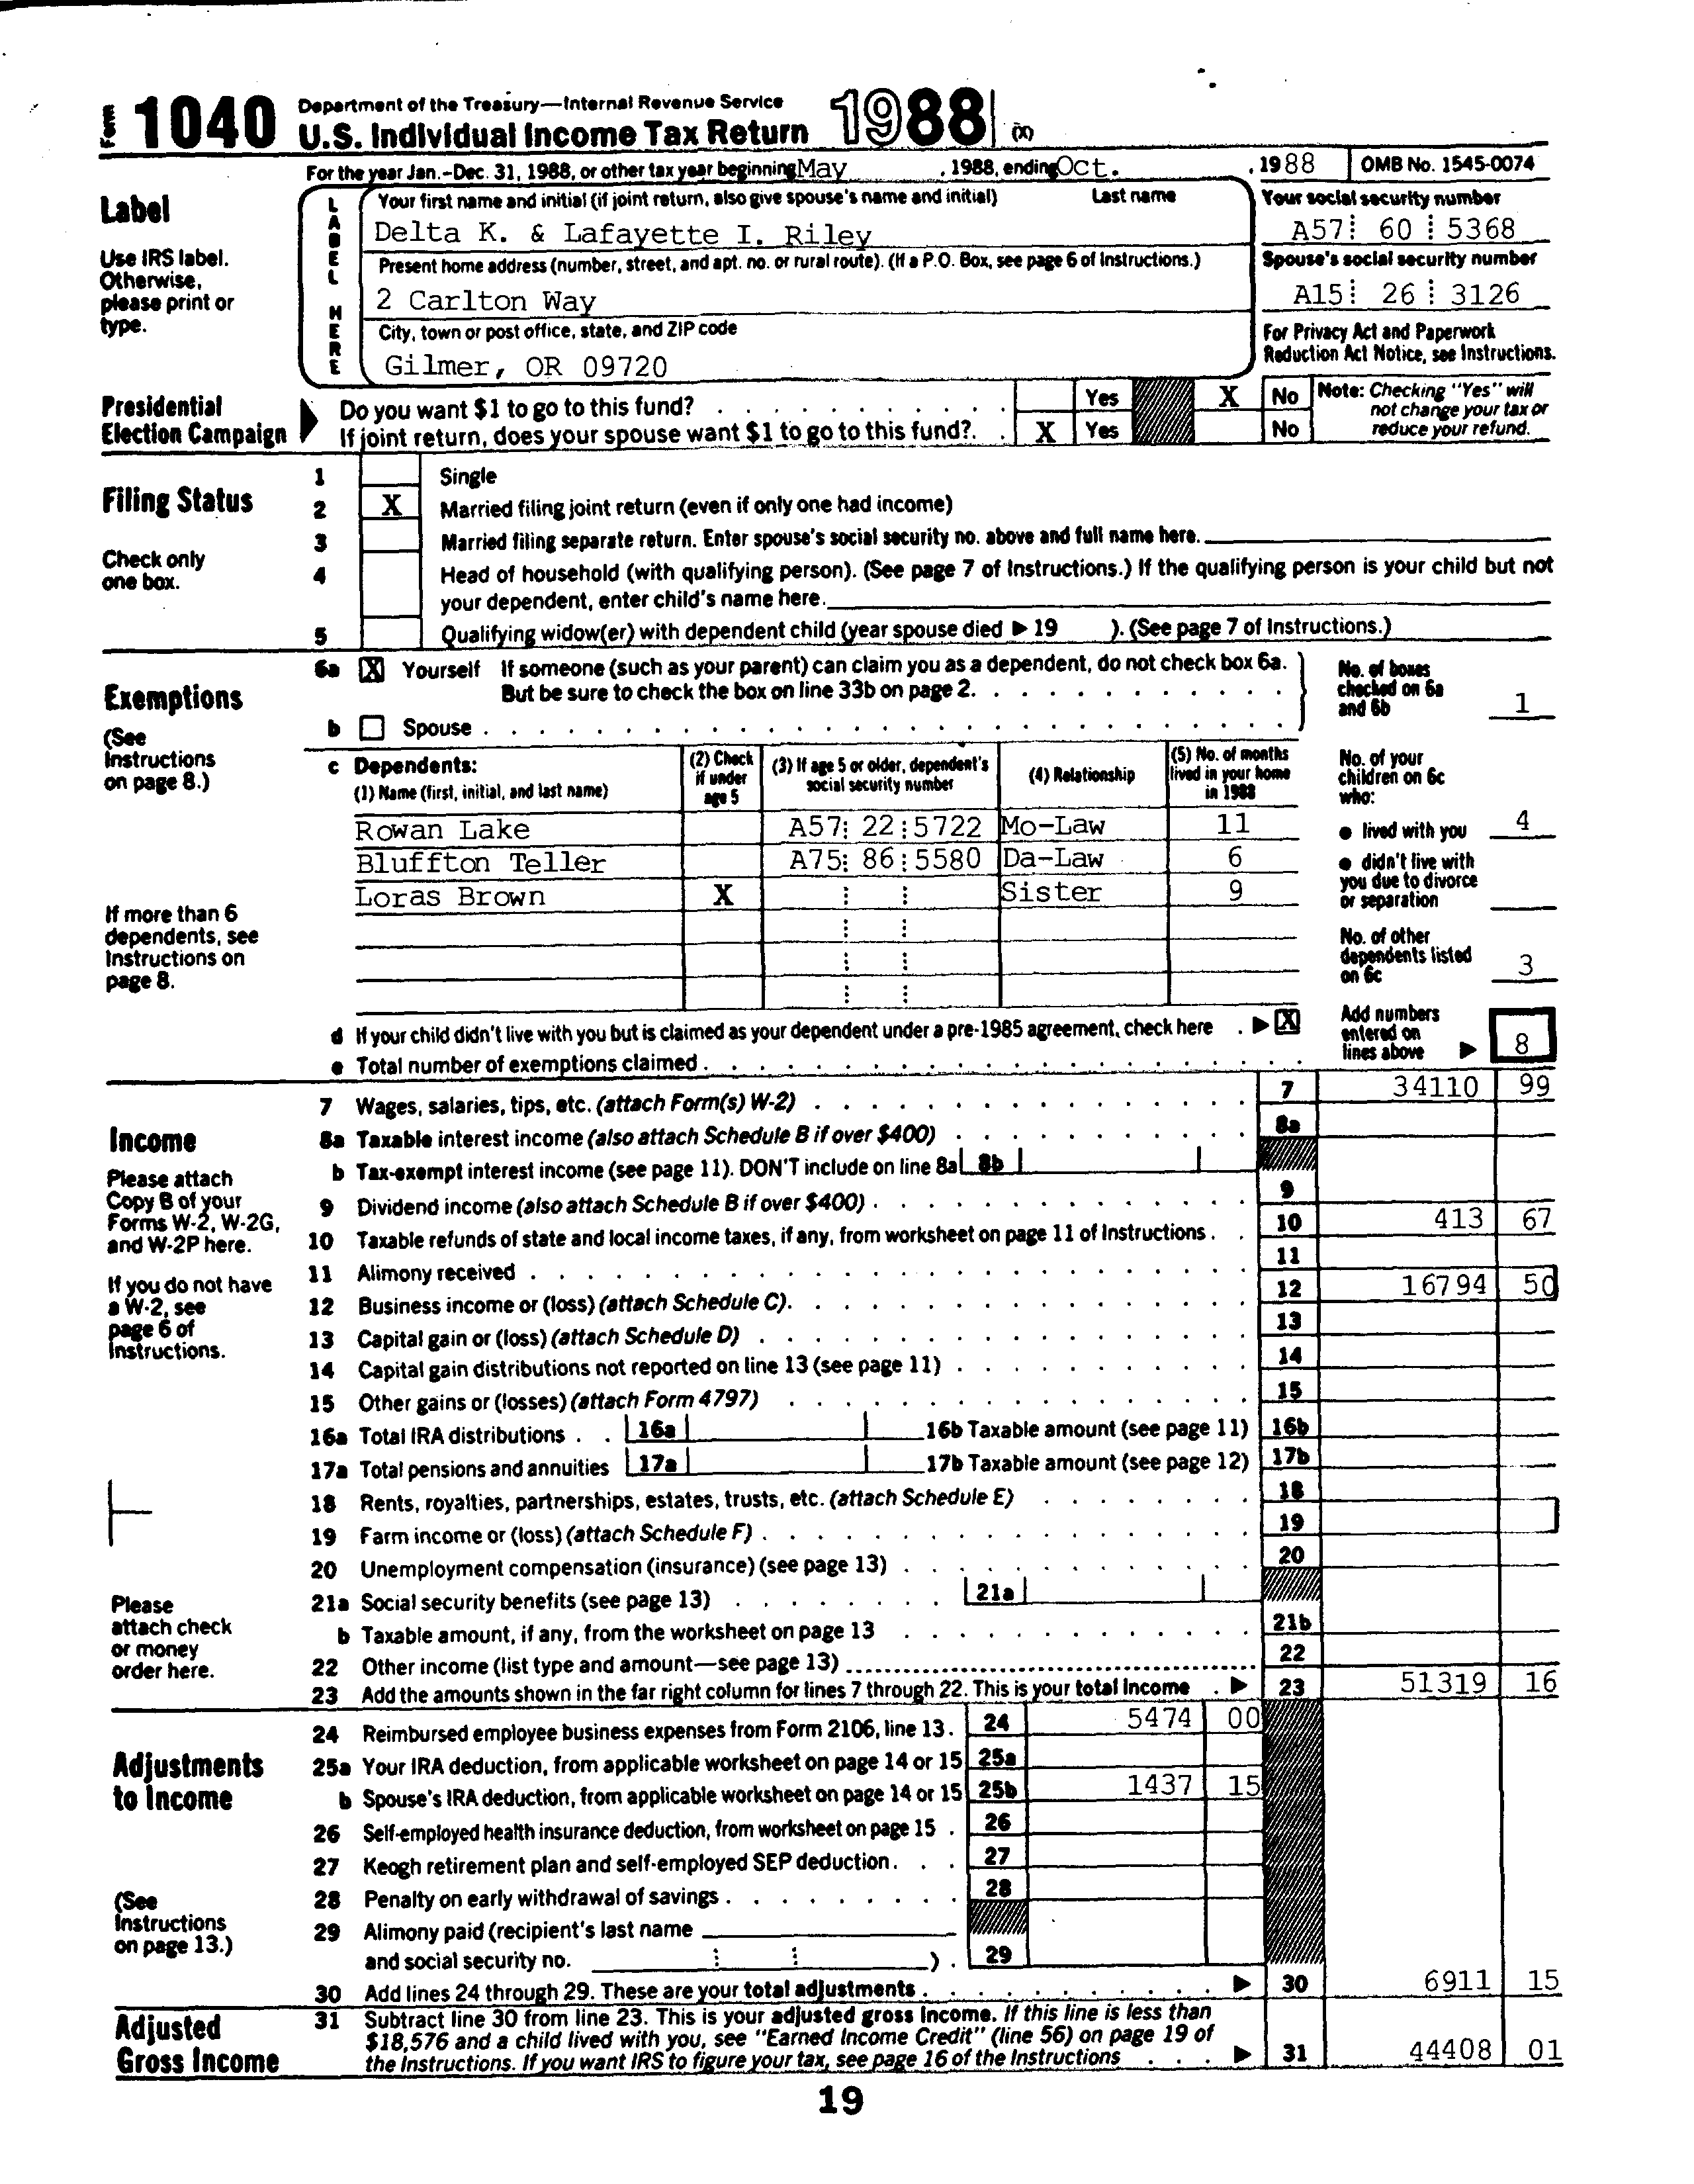 Form 1040 Department of the Treasury—Internal Revenue Service
U.S. Individual Income Tax Return 1988 (X)
For the year Jan.-Dec. 31, 1988, or other tax year beginning May , 1988, ending Oct. , 1988 OMB No. 1545-0074
Label
Use IRS label.
Otherwise,
please print or
type.
LABEL HERE
Your first name and initial (if joint return, also give spouse's name and initial) Last name
Delta K. & Lafayette I. Riley
Present home address (number, street, and apt. no. or rural route). (If a P.O. Box, see page 6 of Instructions.)
2 Carlton Way
City, town or post office, state, and ZIP code
Gilmer, OR 09720
Your social security number
A57 60 5368
Spouse's social security number
A15 26 3126
For Privacy Act and Paperwork
Reduction Act Notice, see Instructions.
Presidential
Election Campaign
Do you want $1 to go to this fund? Yes X No
If joint return, does your spouse want $1 to go to this fund? X Yes No
Note: Checking "Yes" will
not change your tax or
reduce your refund.
Filing Status
Check only
one box.
1 Single
2 X Married filing joint return (even if only one had income)
3 Married filing separate return. Enter spouse's social security no. above and full name here.
4 Head of household (with qualifying person). (See page 7 of Instructions.) If the qualifying person is your child but not
your dependent, enter child's name here.
5 Qualifying widow(er) with dependent child (year spouse died ▶ 19 ). (See page 7 of Instructions.)
Exemptions
(See
Instructions
on page 8.)
If more than 6
dependents, see
Instructions on
page 8.
6a X Yourself If someone (such as your parent) can claim you as a dependent, do not check box 6a.
But be sure to check the box on line 33b on page 2.
b Spouse
No. of boxes
checked on 6a
and 6b 1
c Dependents:
(1) Name (first, initial, and last name)
(2) Check
if under
age 5
(3) If age 5 or older, dependent's
social security number
(4) Relationship
(5) No. of months
lived in your home
in 1988
Rowan Lake A57 22 5722 Mo-Law 11
Bluffton Teller A75 86 5580 Da-Law 6
Loras Brown X Sister 9
No. of your
children on 6c
who:
● lived with you 4
● didn't live with
you due to divorce
or separation
No. of other
dependents listed
on 6c 3
d If your child didn't live with you but is claimed as your dependent under a pre-1985 agreement, check here ▶ X
e Total number of exemptions claimed
Add numbers
entered on
lines above ▶ 8
Income
Please attach
Copy B of your
Forms W-2, W-2G,
and W-2P here.
If you do not have
a W-2, see
page 6 of
Instructions.
Please
attach check
or money
order here.
7 Wages, salaries, tips, etc. (attach Form(s) W-2) 7 34110 99
8a Taxable interest income (also attach Schedule B if over $400) 8a
b Tax-exempt interest income (see page 11). DON'T include on line 8a 8b
9 Dividend income (also attach Schedule B if over $400) 9
10 Taxable refunds of state and local income taxes, if any, from worksheet on page 11 of Instructions 10 413 67
11 Alimony received 11
12 Business income or (loss) (attach Schedule C) 12 16794 50
13 Capital gain or (loss) (attach Schedule D) 13
14 Capital gain distributions not reported on line 13 (see page 11) 14
15 Other gains or (losses) (attach Form 4797) 15
16a Total IRA distributions 16a 16b Taxable amount (see page 11) 16b
17a Total pensions and annuities 17a 17b Taxable amount (see page 12) 17b
18 Rents, royalties, partnerships, estates, trusts, etc. (attach Schedule E) 18
19 Farm income or (loss) (attach Schedule F) 19
20 Unemployment compensation (insurance) (see page 13) 20
21a Social security benefits (see page 13) 21a
b Taxable amount, if any, from the worksheet on page 13 21b
22 Other income (list type and amount—see page 13) 22
23 Add the amounts shown in the far right column for lines 7 through 22. This is your total income ▶ 23 51319 16
Adjustments
to Income
(See
Instructions
on page 13.)
24 Reimbursed employee business expenses from Form 2106, line 13. 24 5474 00
25a Your IRA deduction, from applicable worksheet on page 14 or 15 25a
b Spouse's IRA deduction, from applicable worksheet on page 14 or 15 25b 1437 15
26 Self-employed health insurance deduction, from worksheet on page 15 26
27 Keogh retirement plan and self-employed SEP deduction 27
28 Penalty on early withdrawal of savings 28
29 Alimony paid (recipient's last name
and social security no. ) 29
30 Add lines 24 through 29. These are your total adjustments ▶ 30 6911 15
Adjusted
Gross Income
31 Subtract line 30 from line 23. This is your adjusted gross income. If this line is less than
$18,576 and a child lived with you, see "Earned Income Credit" (line 56) on page 19 of
the Instructions. If you want IRS to figure your tax, see page 16 of the Instructions ▶ 31 44408 01
19